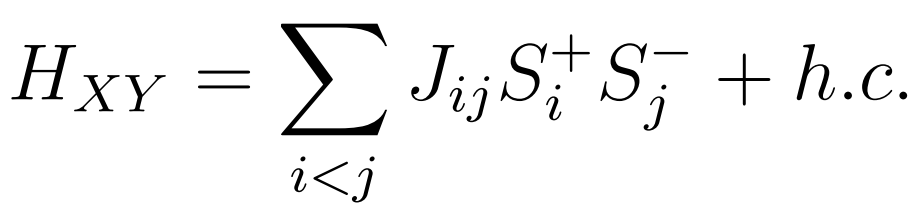 H_{XY} = \sum_{i<j} J_{ij} S_i^+ S_j^- + h.c.